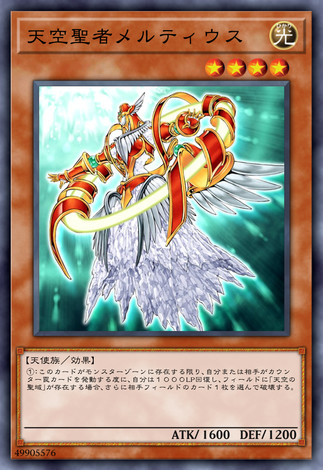 天空聖者メルティウス
光
【天使族／効果】
①：このカードがモンスターゾーンに存在する限り、自分または相手がカウン
ター罠カードを発動する度に、自分は１０００LP回復し、フィールドに「天空の
聖域」が存在する場合、さらに相手フィールドのカード１枚を選んで破壊する。
ATK/1600 DEF/1200
49905576